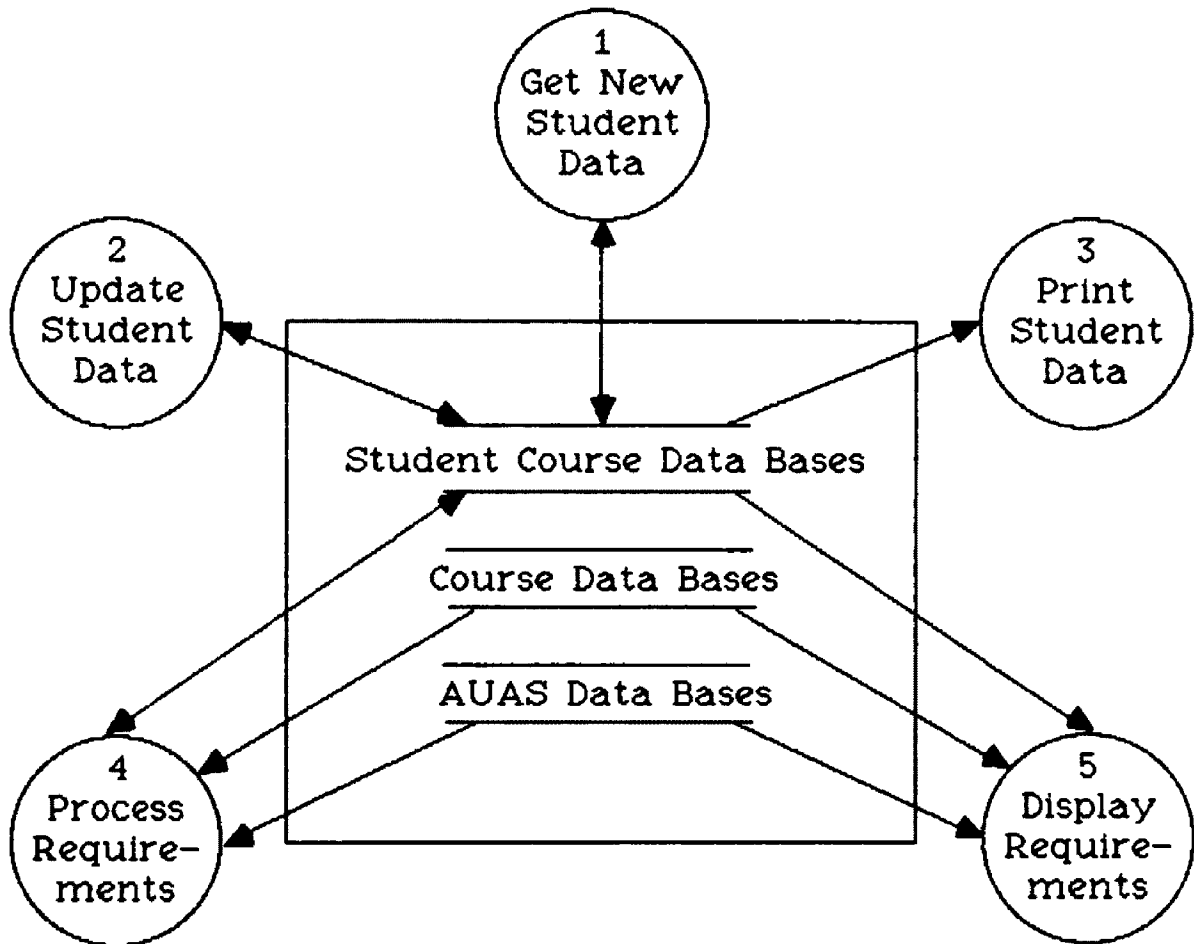 1
Get New
Student
Data
2
Update
Student
Data
3
Print
Student
Data
Student Course Data Bases
Course Data Bases
AUAS Data Bases
4
Process
Require-
ments
5
Display
Require-
ments